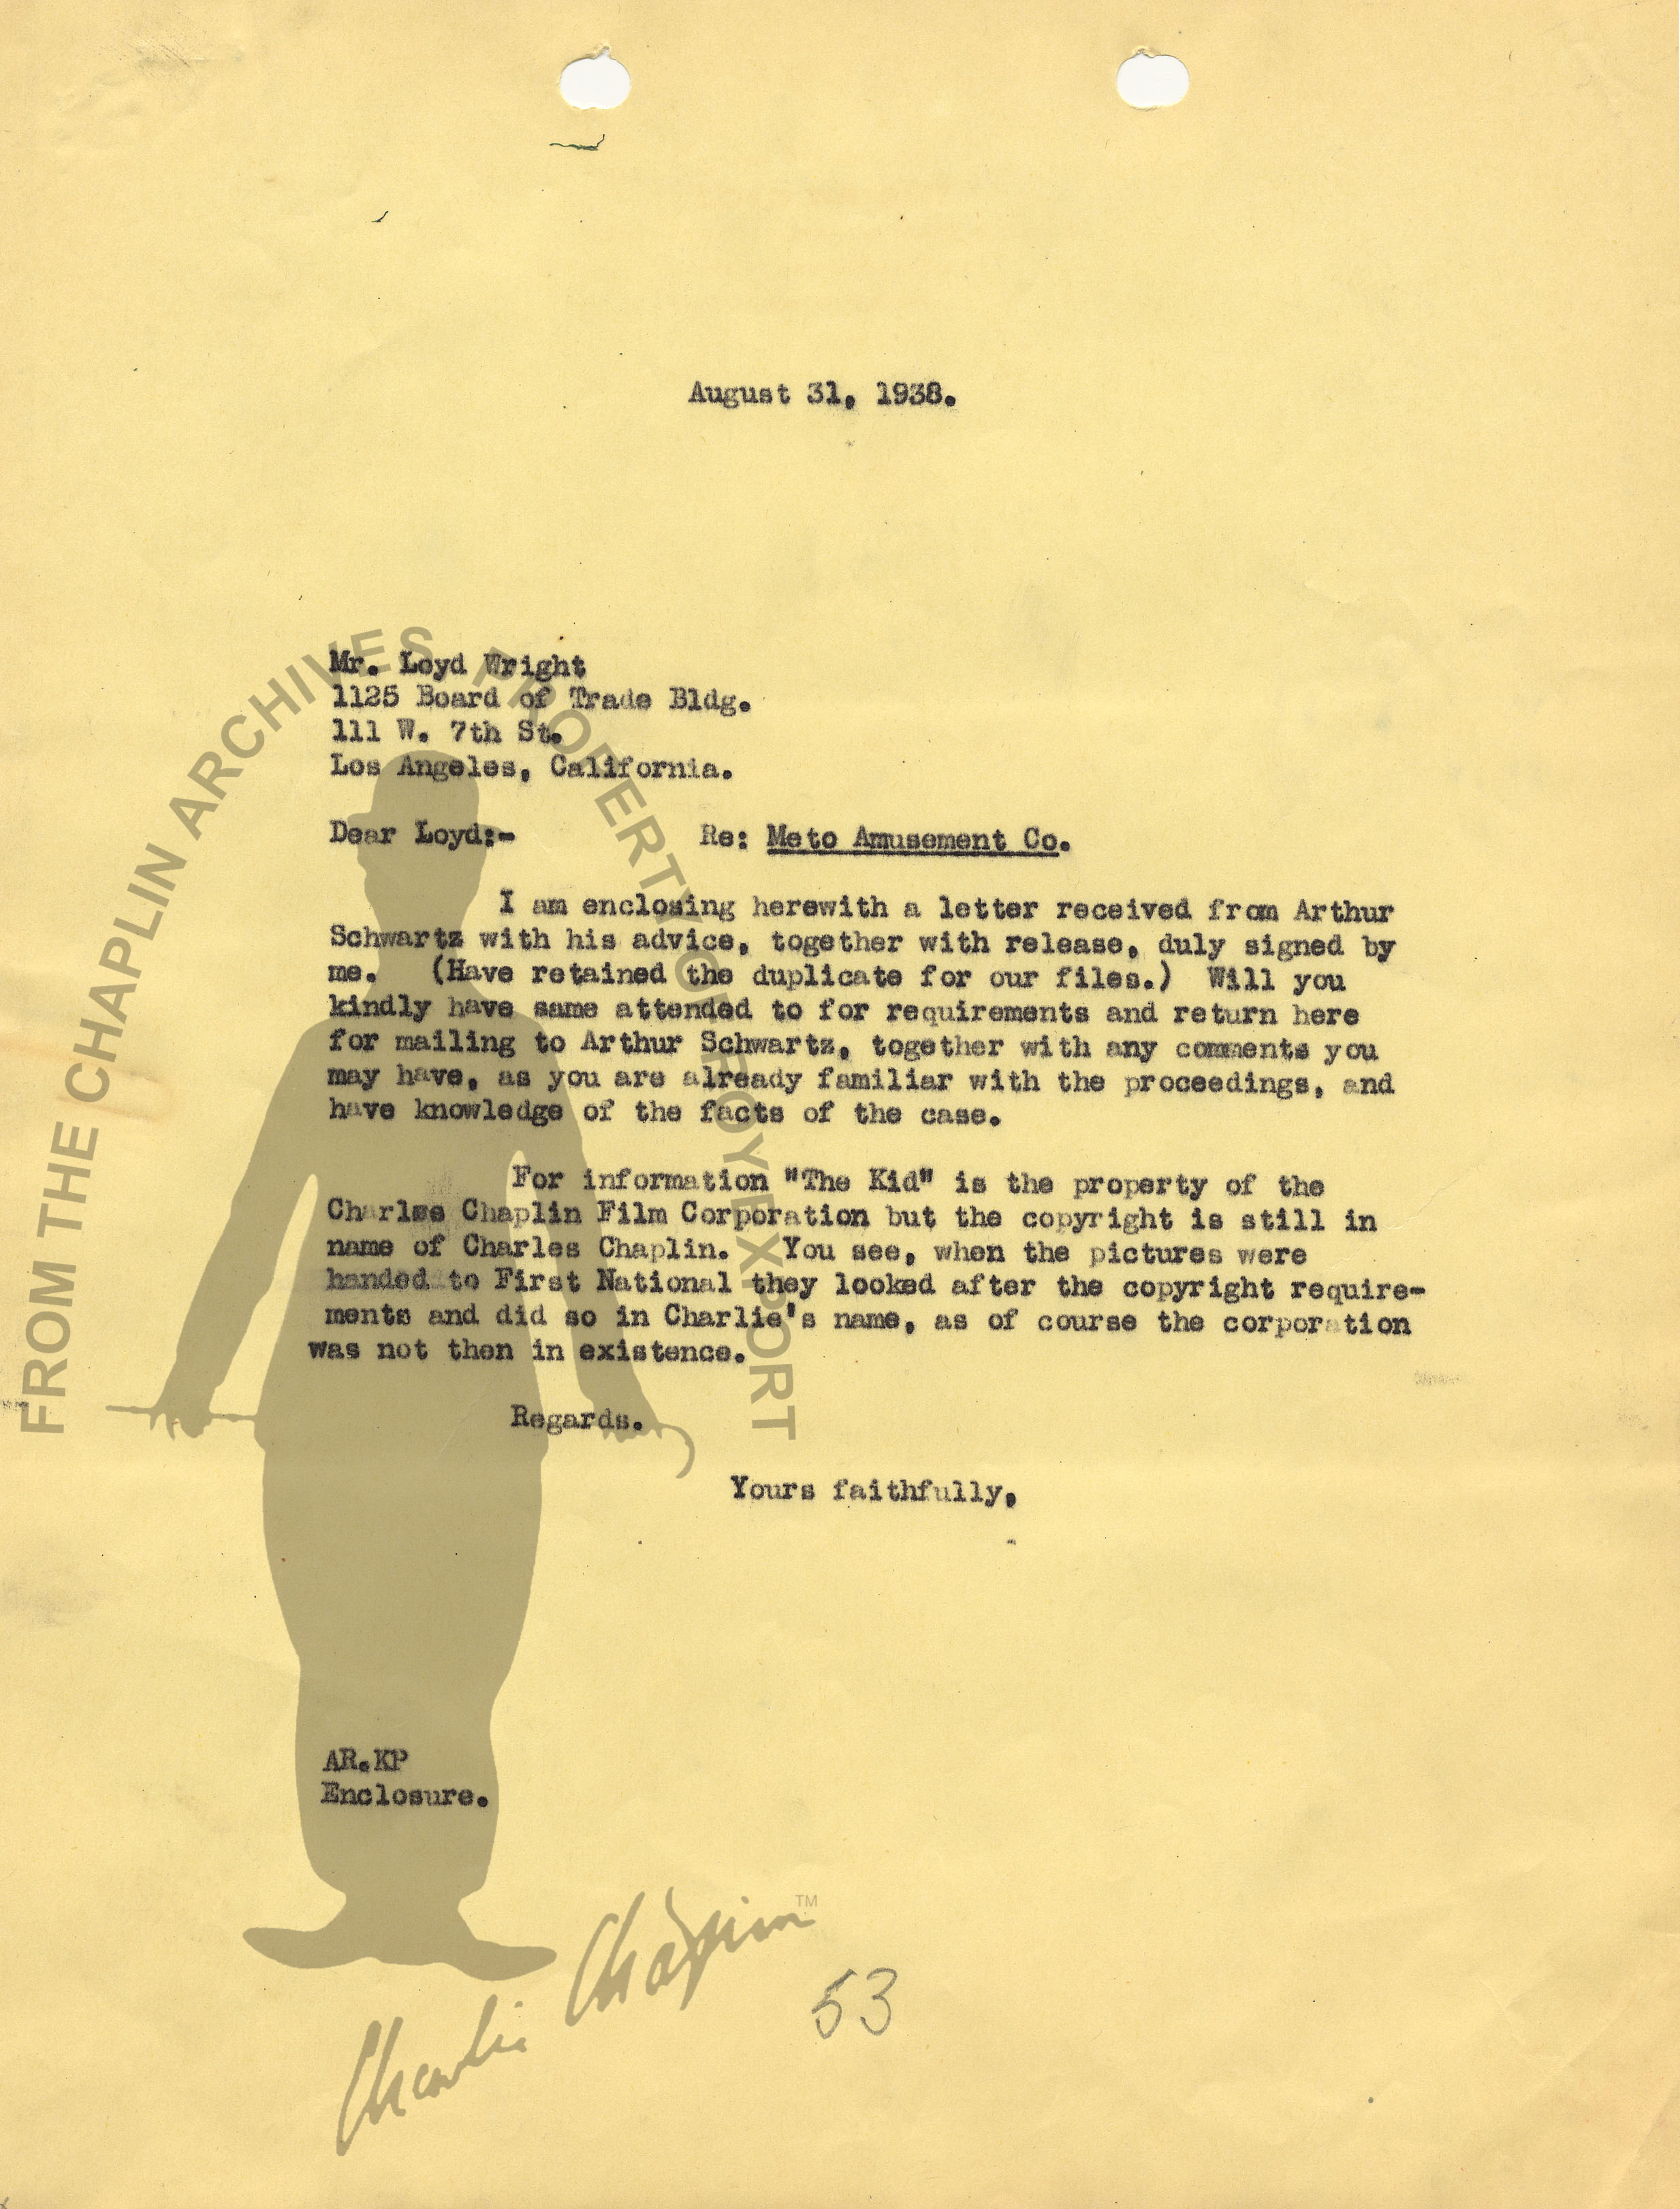 August 31, 1938.
Mr. Loyd Wright
1125 Board of Trade Bldg.
111 W. 7th St.
Los Angeles, California.
Dear Loyd:- Re: Meto Amusement Co.
I am enclosing herewith a letter received from Arthur
Schwartz with his advice, together with release, duly signed by
me. (Have retained the duplicate for our files.) Will you
kindly have same attended to for requirements and return here
for mailing to Arthur Schwartz, together with any comments you
may have, as you are already familiar with the proceedings, and
have knowledge of the facts of the case.
For information "The Kid" is the property of the
Charles Chaplin Film Corporation but the copyright is still in
name of Charles Chaplin. You see, when the pictures were
handed to First National they looked after the copyright require-
ments and did so in Charlie's name, as of course the corporation
was not then in existence.
Regards.
Yours faithfully,
AR.KP
Enclosure.
FROM THE CHAPLIN ARCHIVES PROPERTY OF ROY EXPORT
Charlie Chaplin TM
53